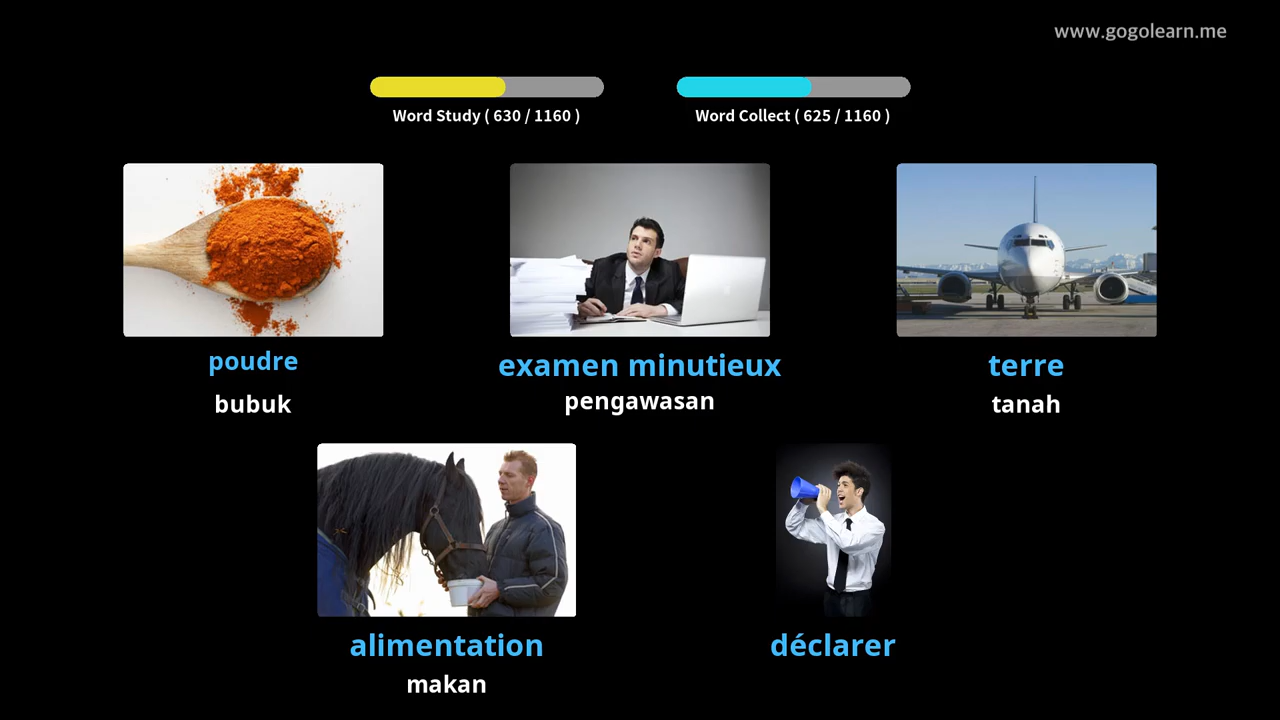 www.gogolearn.me
Word Study ( 630 / 1160 )
Word Collect ( 625 / 1160 )
poudre
bubuk
examen minutieux
pengawasan
terre
tanah
alimentation
makan
déclarer